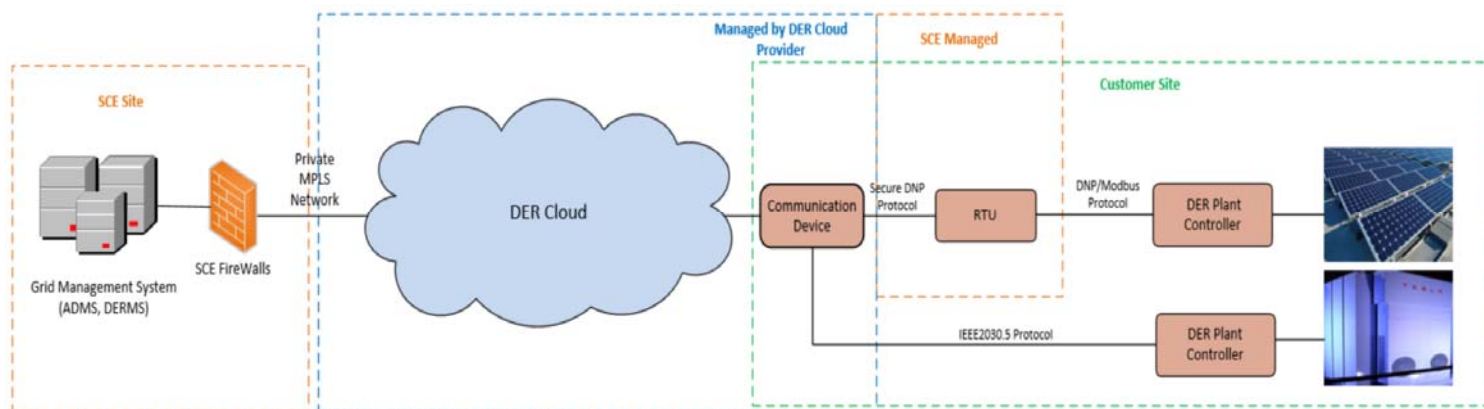 Managed by DER Cloud
Provider
SCE Managed
SCE Site
Customer Site
Private
MPLS
Network
DER Cloud
Communication
Device
Secure DNP
Protocol
RTU
DNP/Modbus
Protocol
DER Plant
Controller
SCE FireWalls
Grid Management System
(ADMS, DERMS)
IEEE2030.5 Protocol
DER Plant
Controller